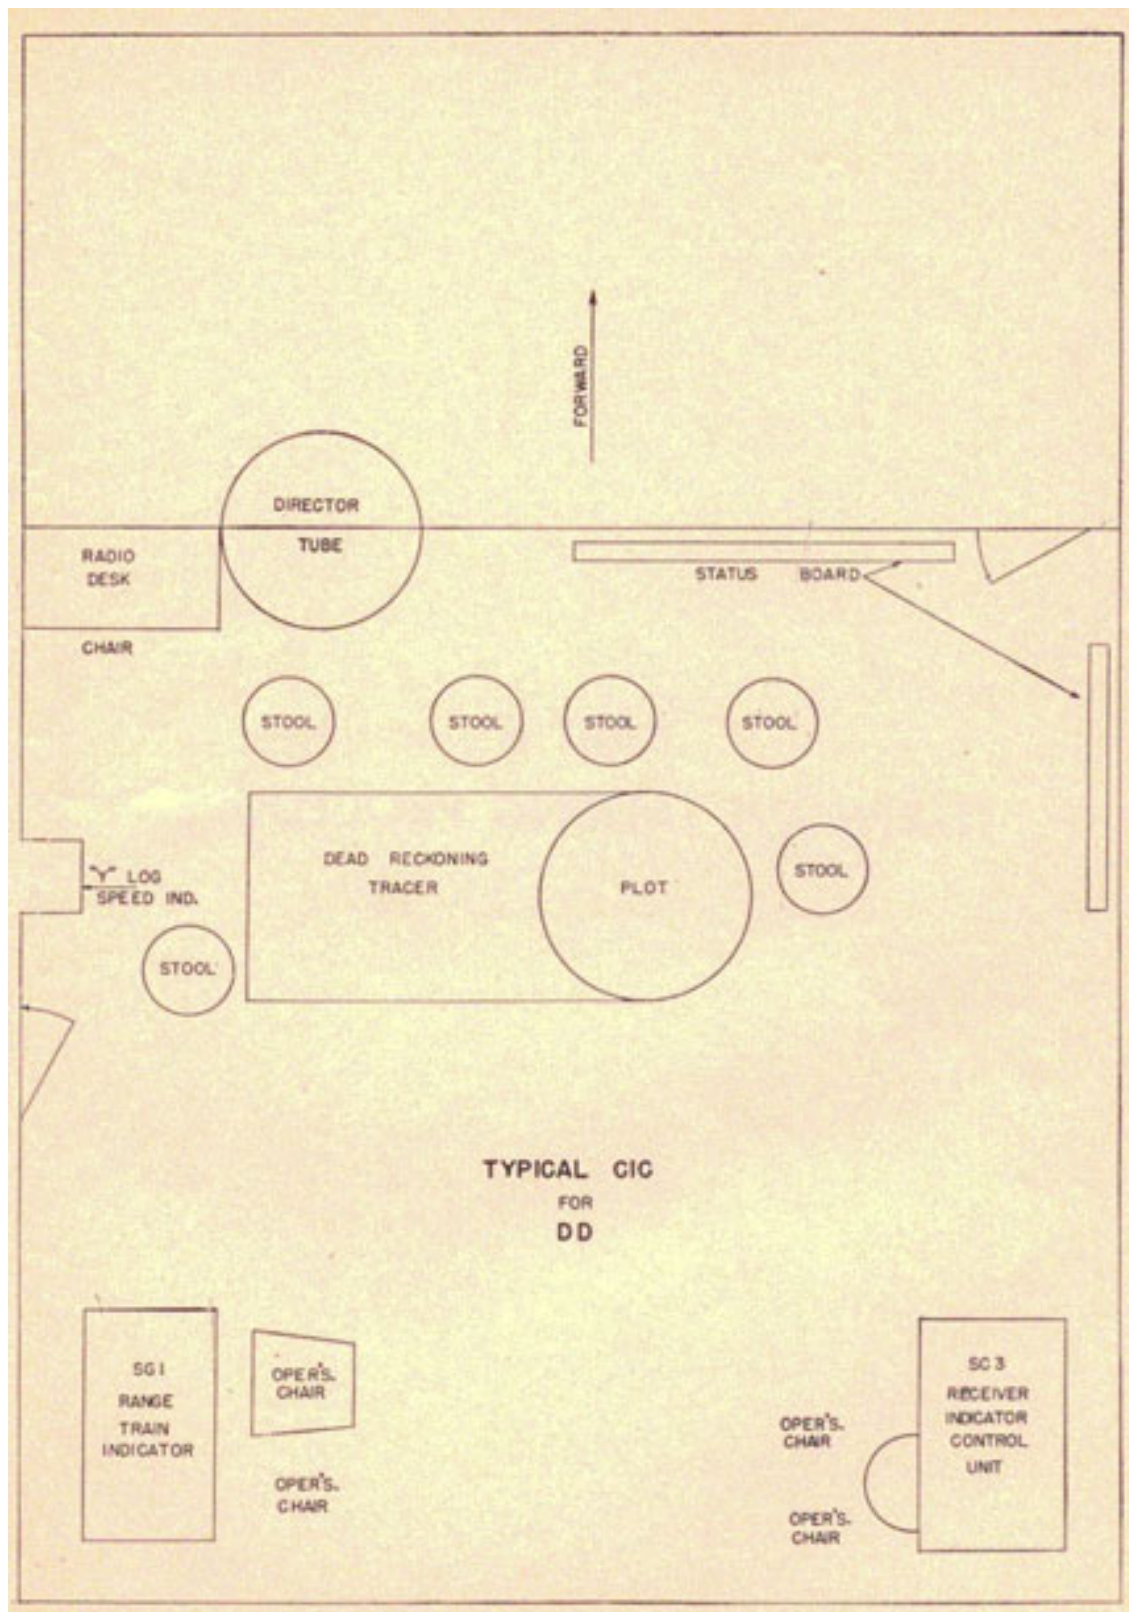 FORWARD
DIRECTOR
TUBE
RADIO
DESK
CHAIR
STATUS BOARD
STOOL
STOOL
STOOL
STOOL
DEAD RECKONING
TRACER
PLOT
STOOL
"Y" LOG
SPEED IND.
STOOL
TYPICAL CIC
FOR
DD
SG 1
RANGE
TRAIN
INDICATOR
OPER'S.
CHAIR
OPER'S.
CHAIR
SC 3
RECEIVER
INDICATOR
CONTROL
UNIT
OPER'S.
CHAIR
OPER'S.
CHAIR